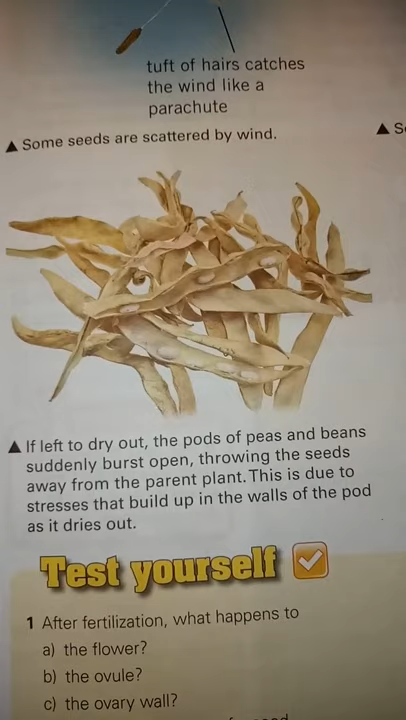 tuft of hairs catches
the wind like a
parachute
▲ Some seeds are scattered by wind.
▲ If left to dry out, the pods of peas and beans
suddenly burst open, throwing the seeds
away from the parent plant. This is due to
stresses that build up in the walls of the pod
as it dries out.
Test yourself
1 After fertilization, what happens to
a) the flower?
b) the ovule?
c) the ovary wall?